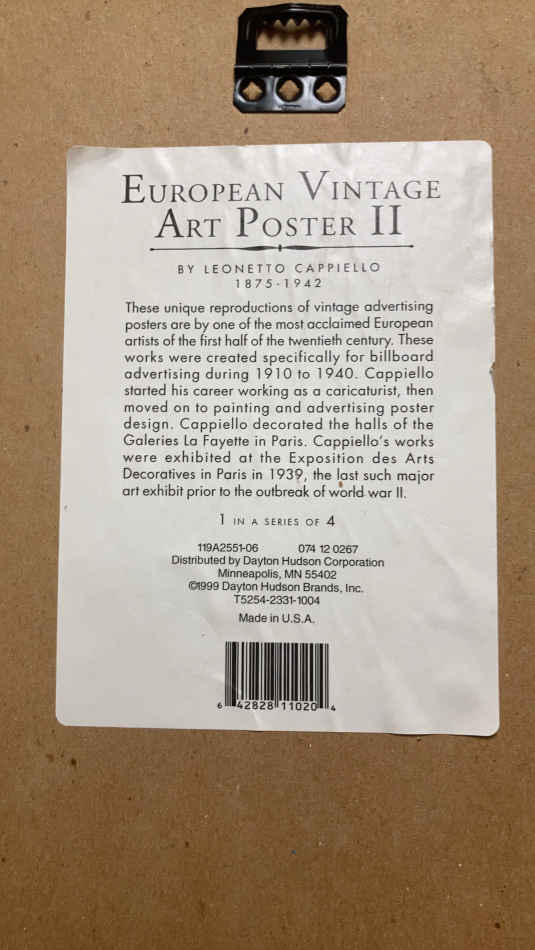 EUROPEAN VINTAGE
ART POSTER II
BY LEONETTO CAPPIELLO
1875-1942
These unique reproductions of vintage advertising
posters are by one of the most acclaimed European
artists of the first half of the twentieth century. These
works were created specifically for billboard
advertising during 1910 to 1940. Cappiello
started his career working as a caricaturist, then
moved on to painting and advertising poster
design. Cappiello decorated the halls of the
Galeries La Fayette in Paris. Cappiello's works
were exhibited at the Exposition des Arts
Decoratives in Paris in 1939, the last such major
art exhibit prior to the outbreak of world war II.
1 IN A SERIES OF 4
119A2551-06 074 12 0267
Distributed by Dayton Hudson Corporation
Minneapolis, MN 55402
©1999 Dayton Hudson Brands, Inc.
T5254-2331-1004
Made in U.S.A.
6 42828 11020 4